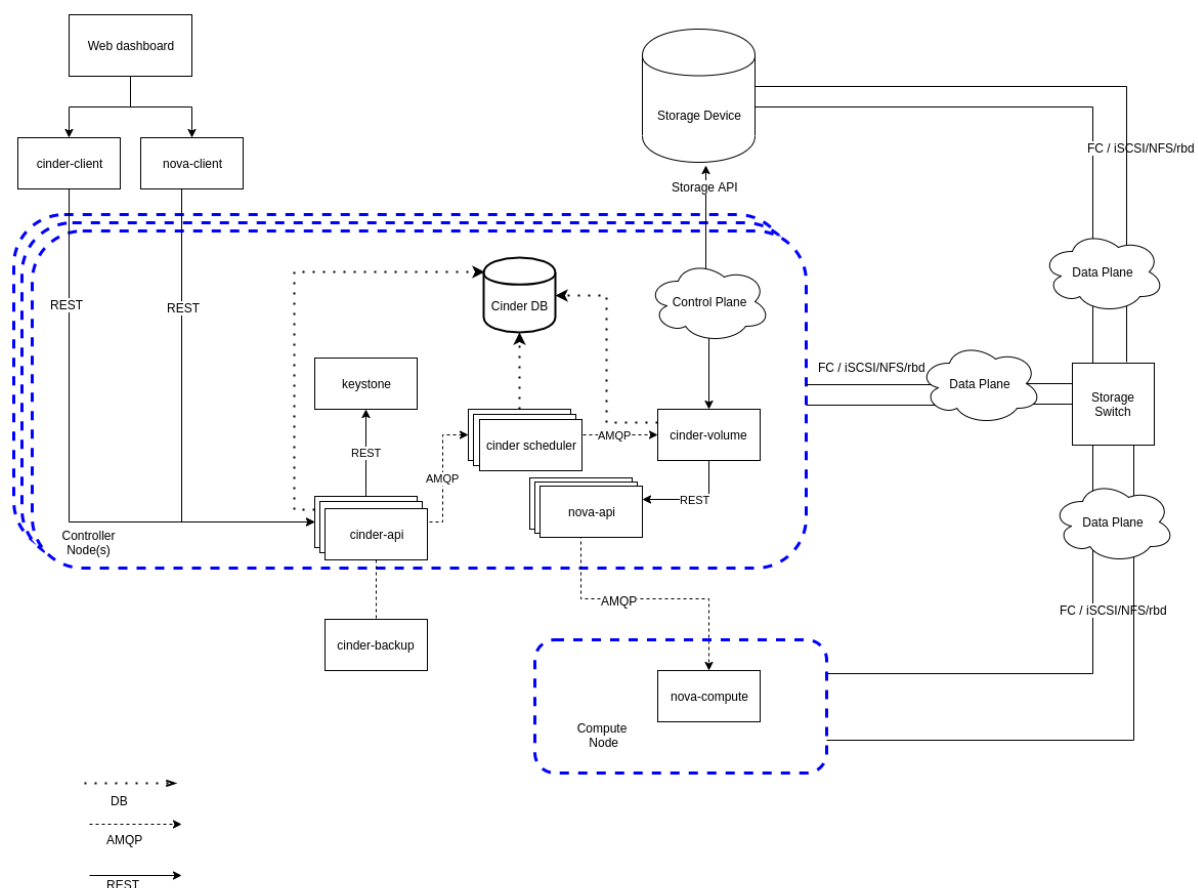 Web dashboard
Storage Device
cinder-client
nova-client
FC / iSCSI/NFS/rbd
Storage API
Data Plane
REST
REST
Cinder DB
Control Plane
keystone
FC / iSCSI/NFS/rbd
Data Plane
Storage
Switch
cinder scheduler
AMQP
cinder-volume
REST
AMQP
REST
nova-api
Data Plane
Controller
Node(s)
cinder-api
AMQP
FC / iSCSI/NFS/rbd
cinder-backup
nova-compute
Compute
Node
DB
AMQP
REST